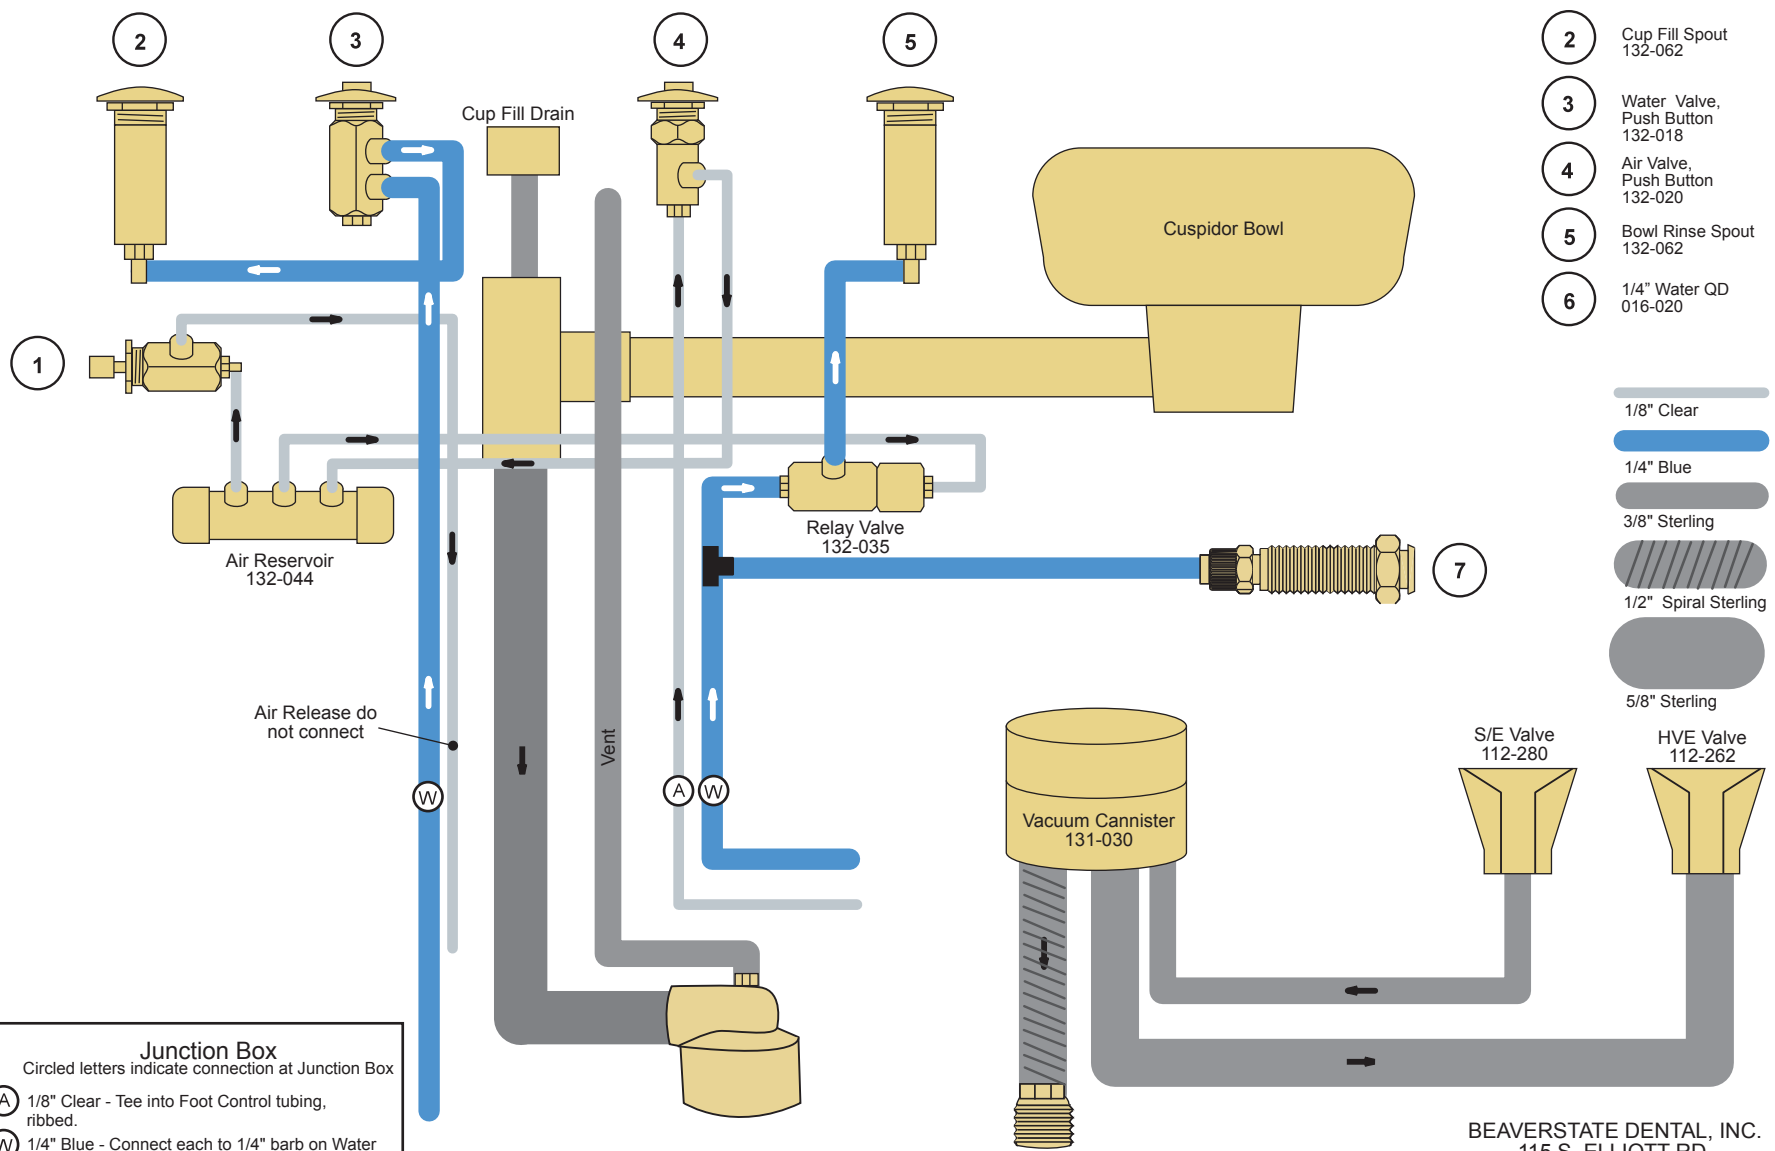 2
3
4
5
Cup Fill Drain
Cuspidor Bowl
1
Air Reservoir
132-044
Relay Valve
132-035
7
Air Release do
not connect
Vent
W
A
W
Vacuum Cannister
131-030
S/E Valve
112-280
HVE Valve
112-262
2
Cup Fill Spout
132-062
3
Water Valve,
Push Button
132-018
4
Air Valve,
Push Button
132-020
5
Bowl Rinse Spout
132-062
6
1/4” Water QD
016-020
1/8" Clear
1/4" Blue
3/8" Sterling
1/2" Spiral Sterling
5/8" Sterling
Junction Box
Circled letters indicate connection at Junction Box
A 1/8" Clear - Tee into Foot Control tubing,
ribbed.
W 1/4" Blue - Connect each to 1/4" barb on Water
BEAVERSTATE DENTAL, INC.
115 S. ELLIOTT RD